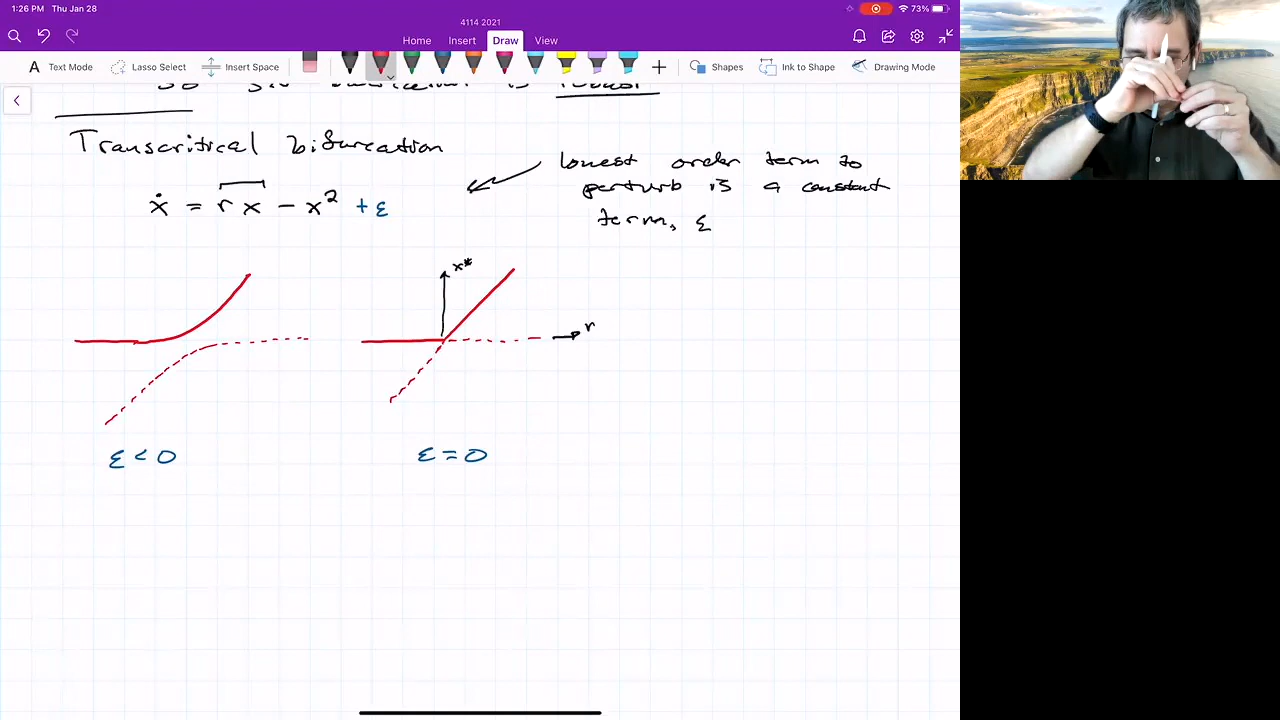 1:26 PM Thu Jan 28
73%
4114 2021
Home Insert Draw View
A Text Mode Lasso Select Insert Space Shapes Ink to Shape Drawing Mode
is
Transcritical bifurcation
ẋ = rx − x² + ε
lowest order term to
perturb is a constant
term, ε
x*
r
ε < 0
ε = 0